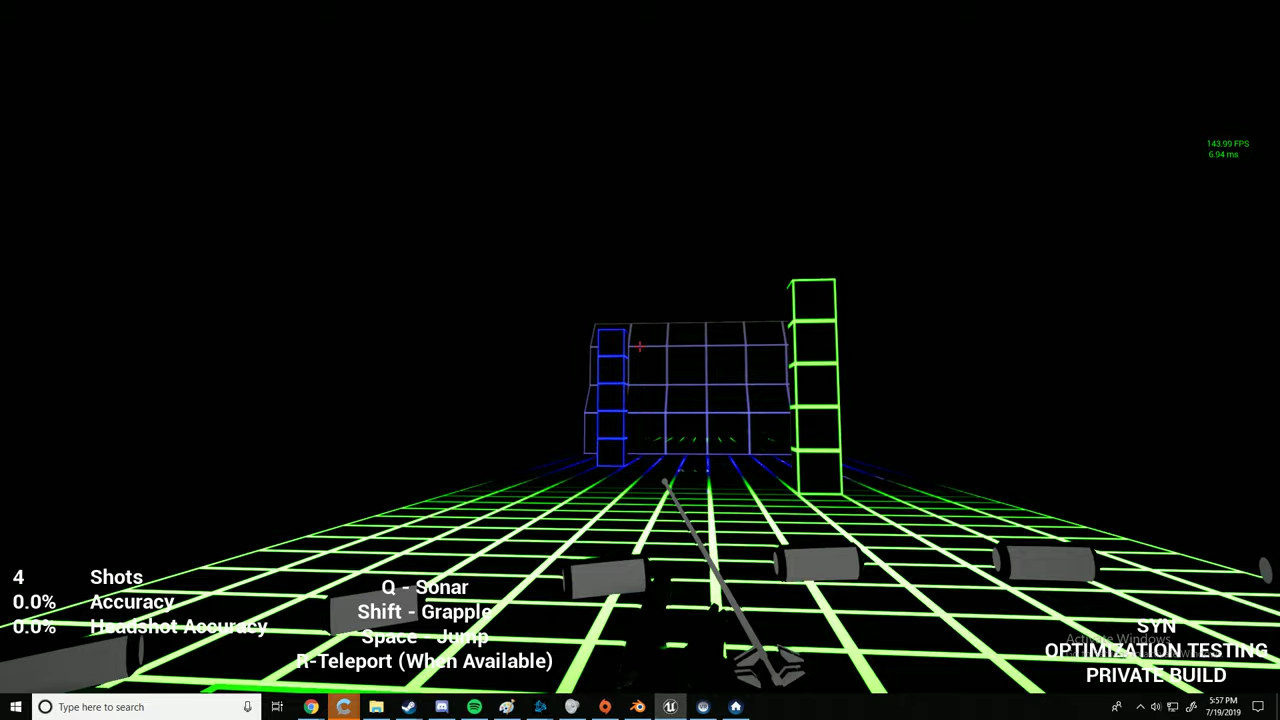 143.99 FPS
6.94 ms
4 Shots
0.0% Accuracy
0.0% Headshot Accuracy
Q - Sonar
Shift - Grapple
Space - Jump
R-Teleport (When Available)
SYN
Activate Windows
OPTIMIZATION TESTING
PRIVATE BUILD
Type here to search
5:57 PM
7/19/2019